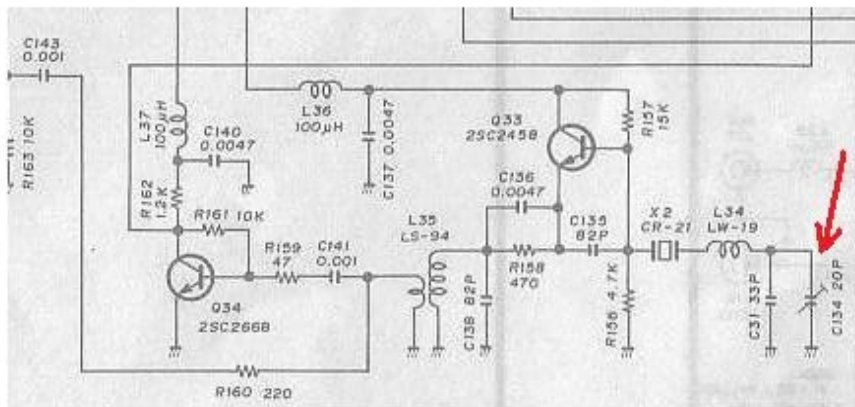 C143
0.001
R163 10K
L37
100μH
C140
0.0047
R162
1.2K
R161 10K
Q34
2SC2668
R159
47
C141
0.001
R160 220
L36
100μH
C137 0.0047
L35
LS-94
C136
0.0047
Q33
2SC2458
R157
15K
C138 82P
R158
470
C135
82P
R156 4.7K
X2
CR-21
L34
LW-19
C31 33P
C134 20P